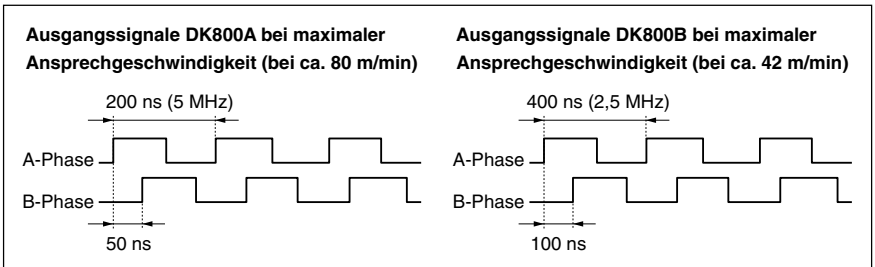 Ausgangssignale DK800A bei maximaler
Ansprechgeschwindigkeit (bei ca. 80 m/min)
200 ns (5 MHz)
A-Phase
B-Phase
50 ns
Ausgangssignale DK800B bei maximaler
Ansprechgeschwindigkeit (bei ca. 42 m/min)
400 ns (2,5 MHz)
A-Phase
B-Phase
100 ns